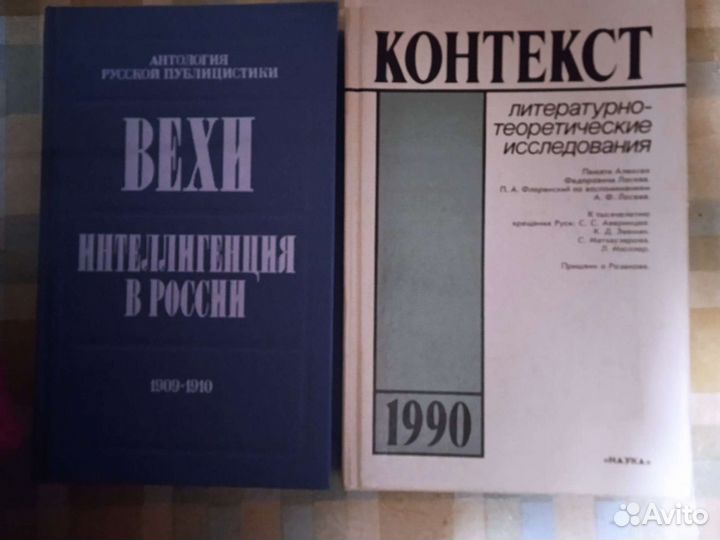 АНТОЛОГИЯ
РУССКОЙ ПУБЛИЦИСТИКИ
ВЕХИ
ИНТЕЛЛИГЕНЦИЯ
В РОССИИ
1909-1910
КОНТЕКСТ
литературно-
теоретические
исследования
Памяти Алексея
Федоровича Лосева.
П. А. Флоренский по воспоминаниям
А. Ф. Лосева.
К тысячелетию
крещения Руси: С. С. Аверинцев.
К. Д. Зееман.
С. Матхаузерова.
Л. Мюллер.
Пришвин о Розанове.
1990
«НАУКА»
Avito